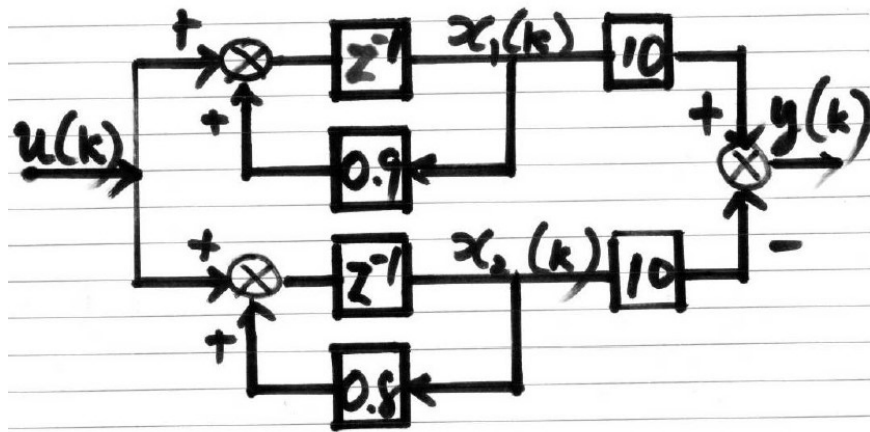 + z⁻¹ x₁(k) 10
+ 0.9 + y(k)
u(k)
+ z⁻¹ x₂(k) 10 -
+ 0.8